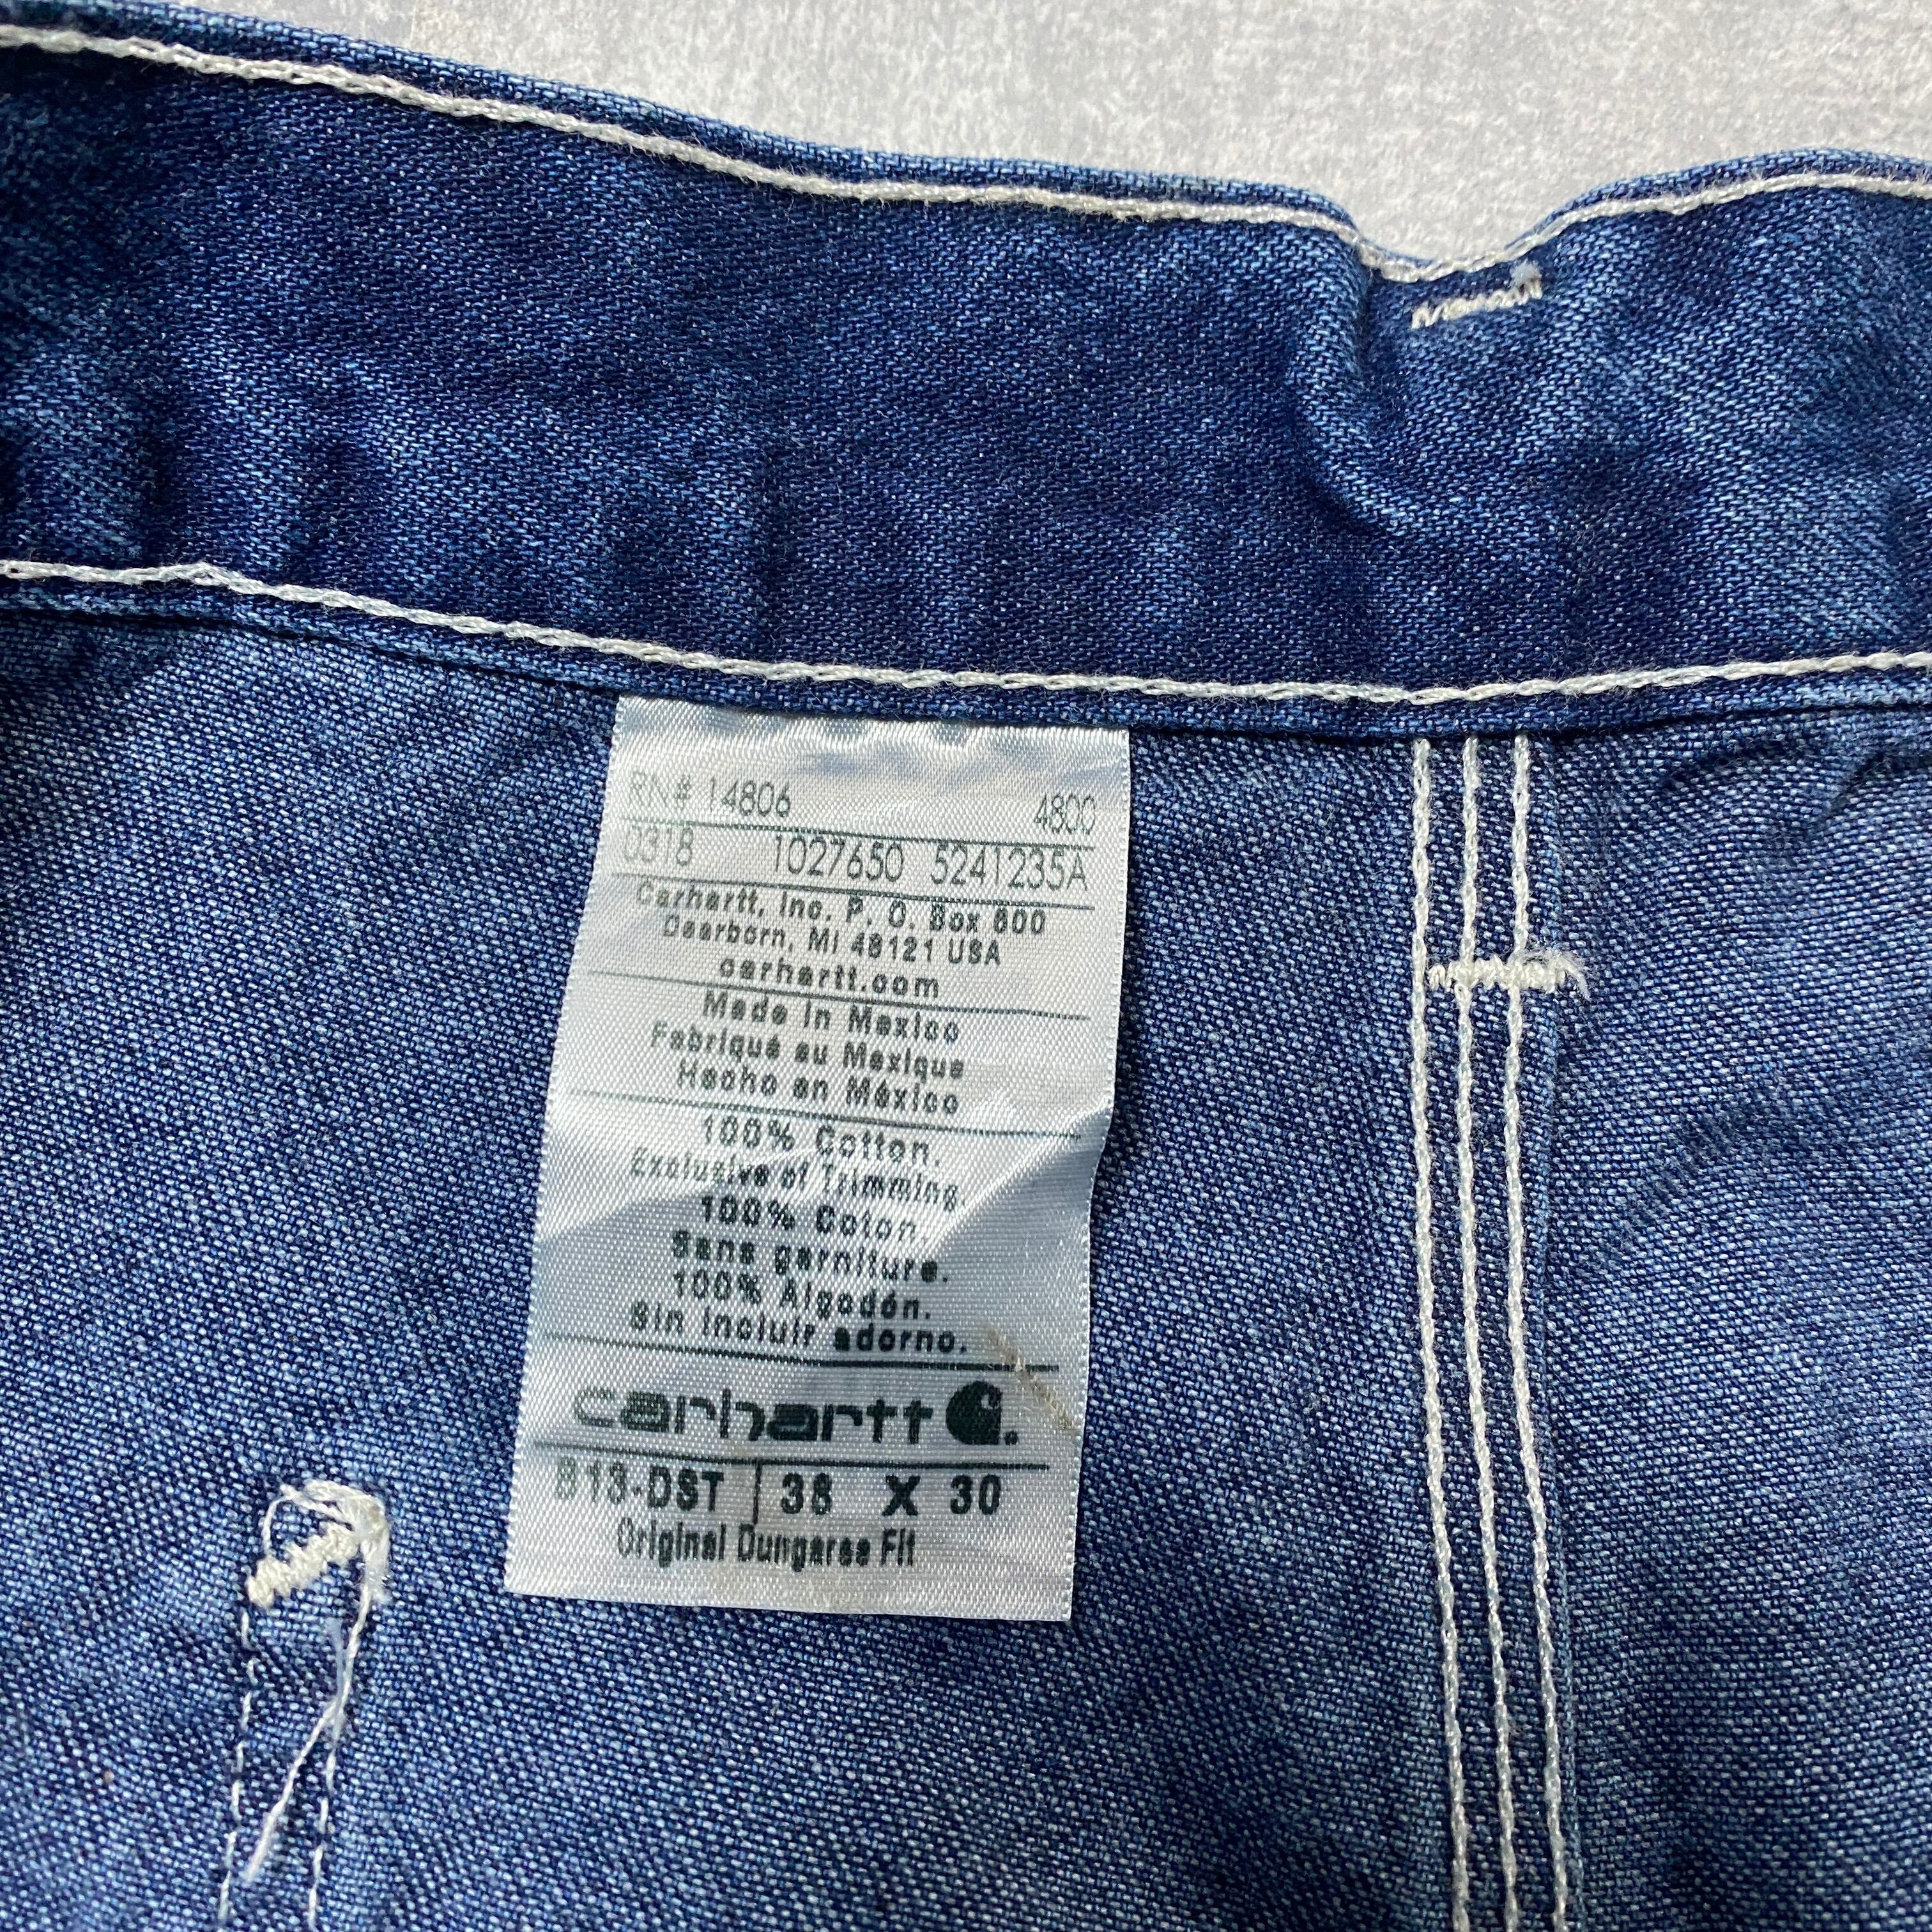 RN# 14806 4800
0318 1027650 5241235A
Carhartt, Inc. P. O. Box 600
Dearborn, MI 48121 USA
carhartt.com
Made in Mexico
Fabriqué au Mexique
Hecho en México
100% Cotton.
Exclusive of Trimming.
100% Coton.
Sans garniture.
100% Algodón.
Sin incluir adorno.
carhartt
B13-DST 38 X 30
Original Dungaree Fit